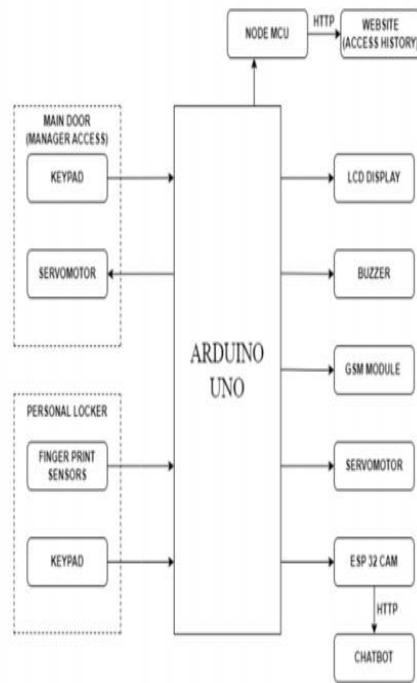 NODE MCU
HTTP
WEBSITE
(ACCESS HISTORY)
MAIN DOOR
(MANAGER ACCESS)
KEYPAD
SERVOMOTOR
PERSONAL LOCKER
FINGER PRINT
SENSORS
KEYPAD
ARDUINO
UNO
LCD DISPLAY
BUZZER
GSM MODULE
SERVOMOTOR
ESP 32 CAM
HTTP
CHATBOT